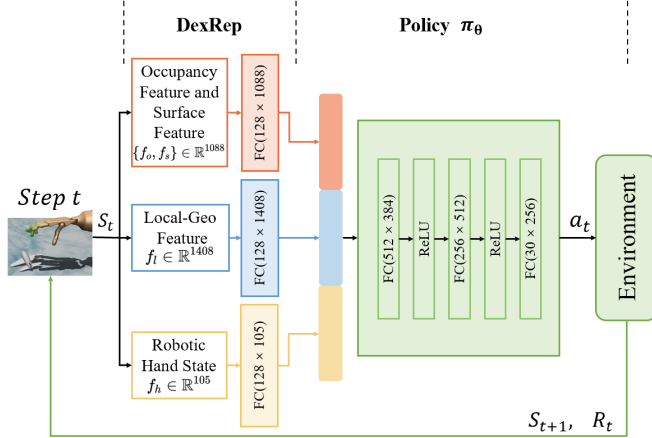 DexRep
Policy π_θ
Occupancy
Feature and
Surface
Feature
{f_o, f_s} ∈ ℝ^1088
FC(128 × 1088)
Step t
S_t
Local-Geo
Feature
f_l ∈ ℝ^1408
FC(128 × 1408)
Robotic
Hand State
f_h ∈ ℝ^105
FC(128 × 105)
FC(512 × 384)
ReLU
FC(256 × 512)
ReLU
FC(30 × 256)
a_t
Environment
S_{t+1}, R_t